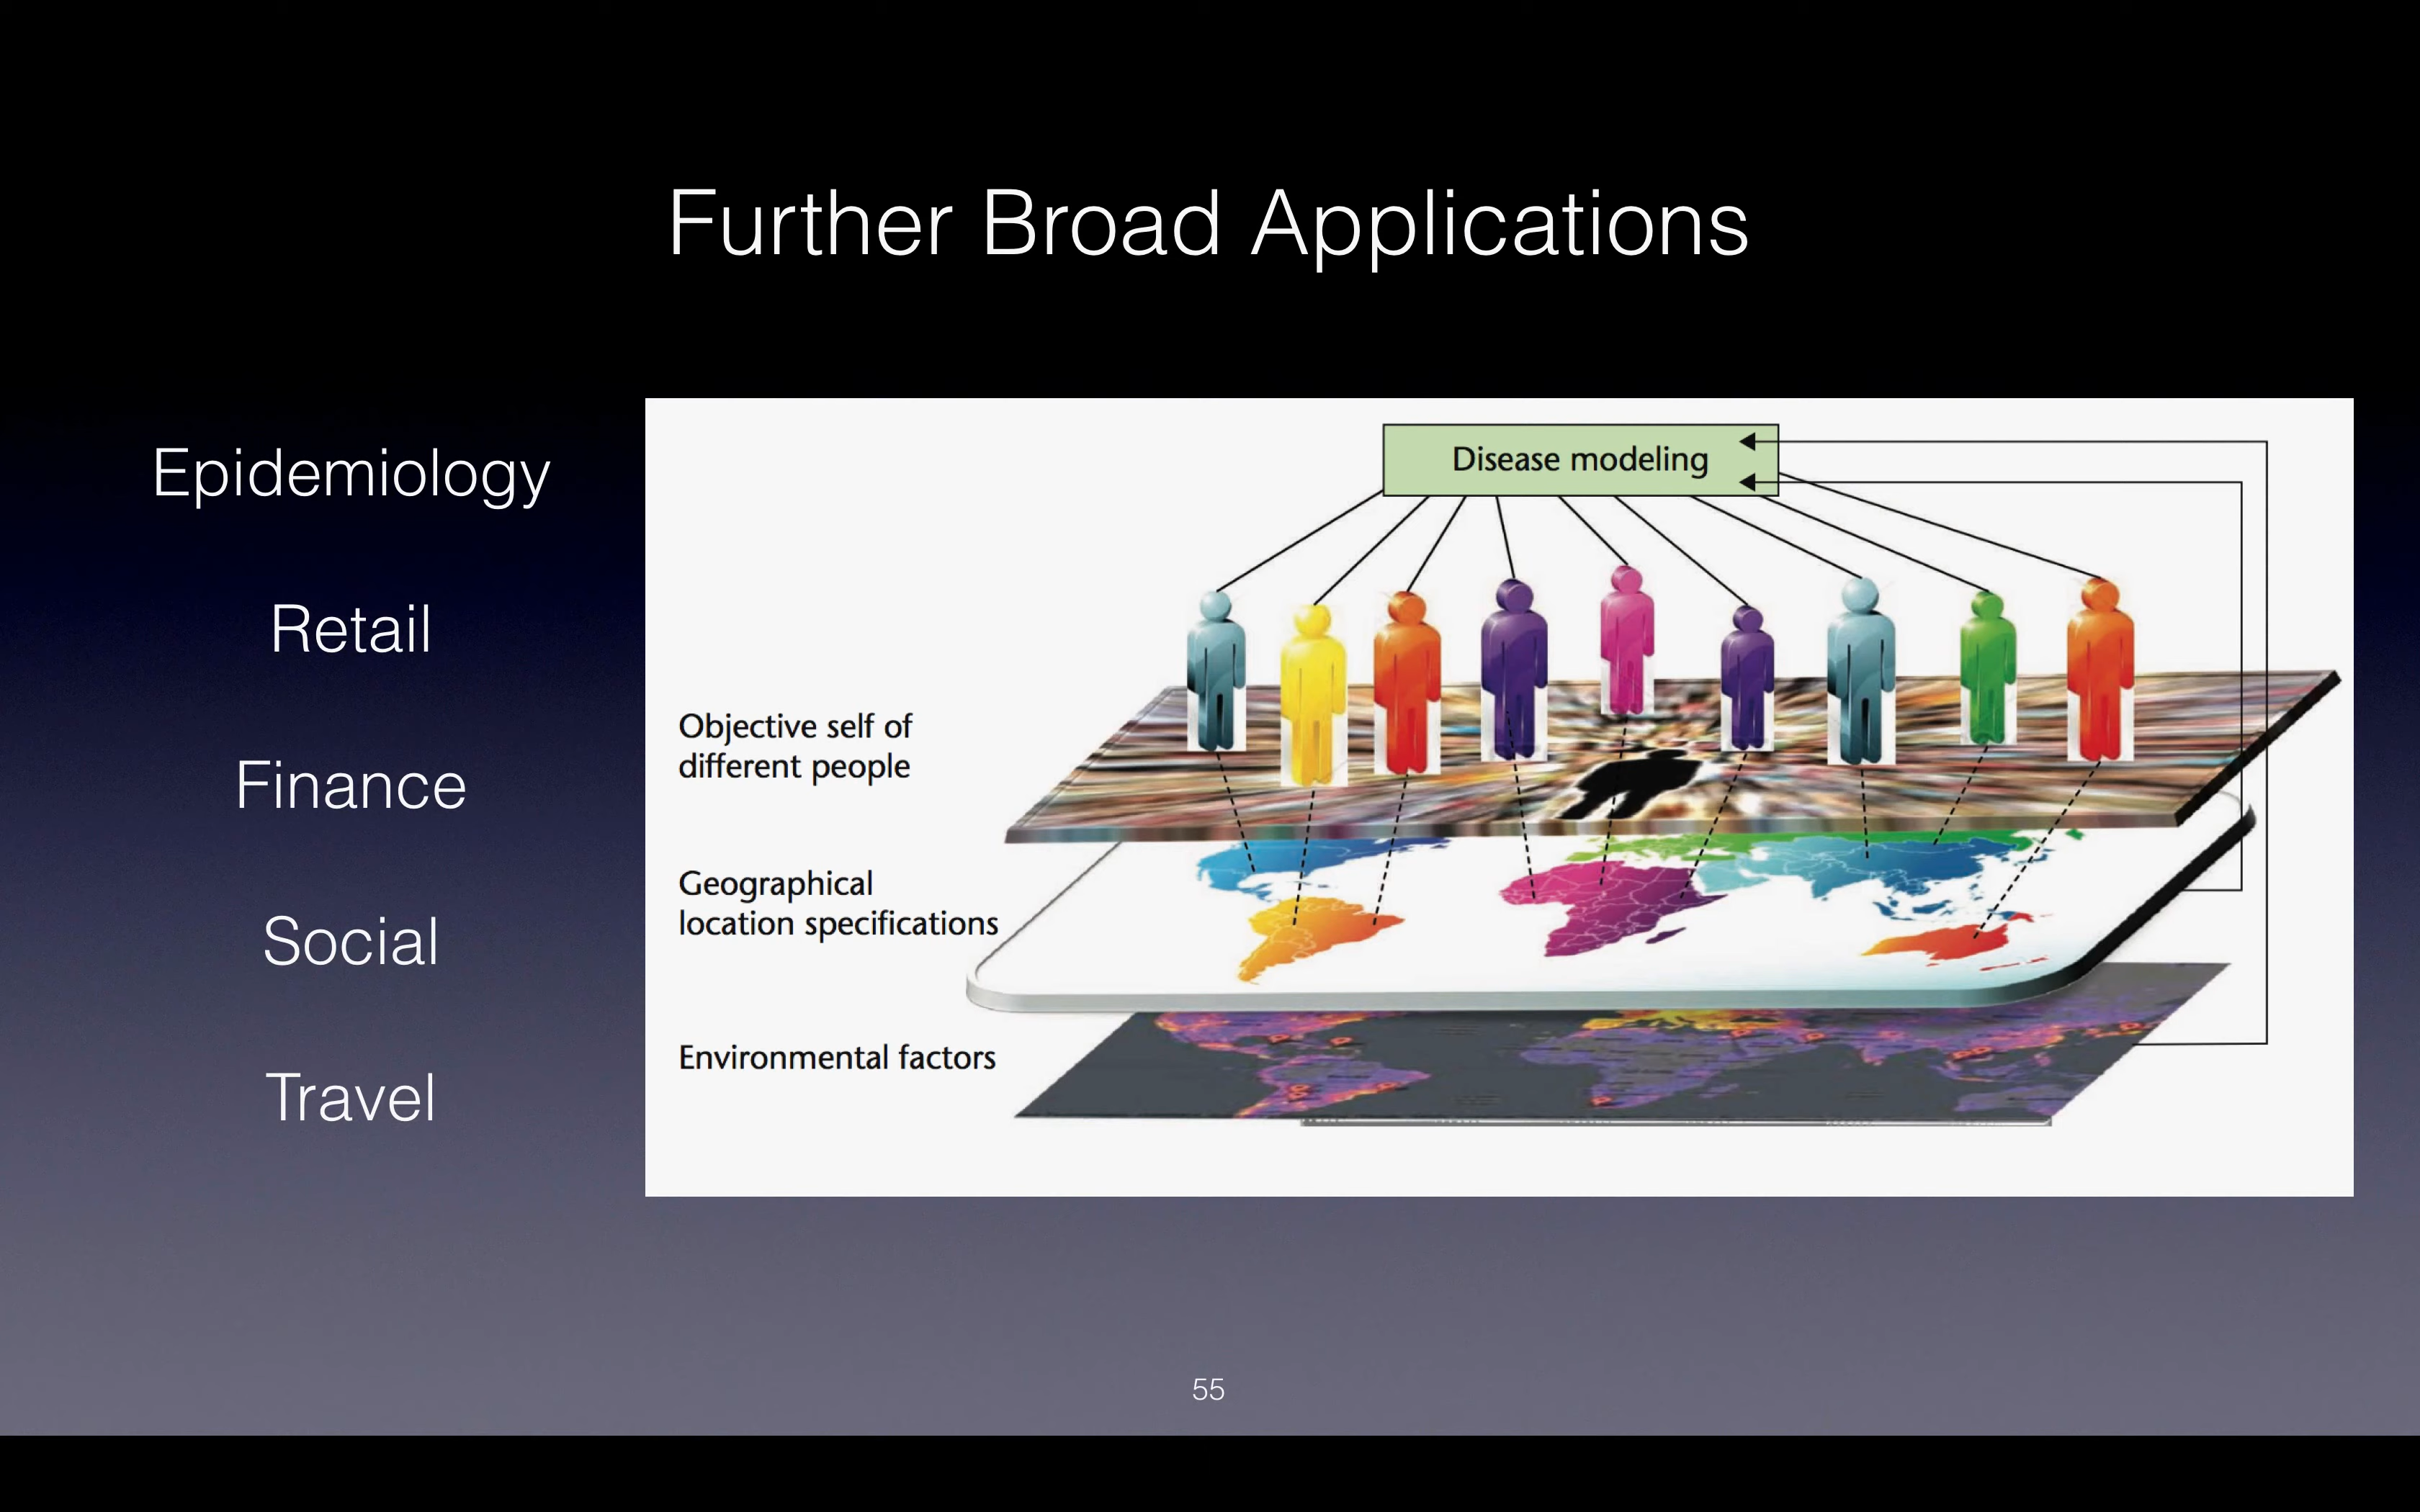 Further Broad Applications
Epidemiology
Retail
Finance
Social
Travel
Disease modeling
Objective self of
different people
Geographical
location specifications
Environmental factors
55